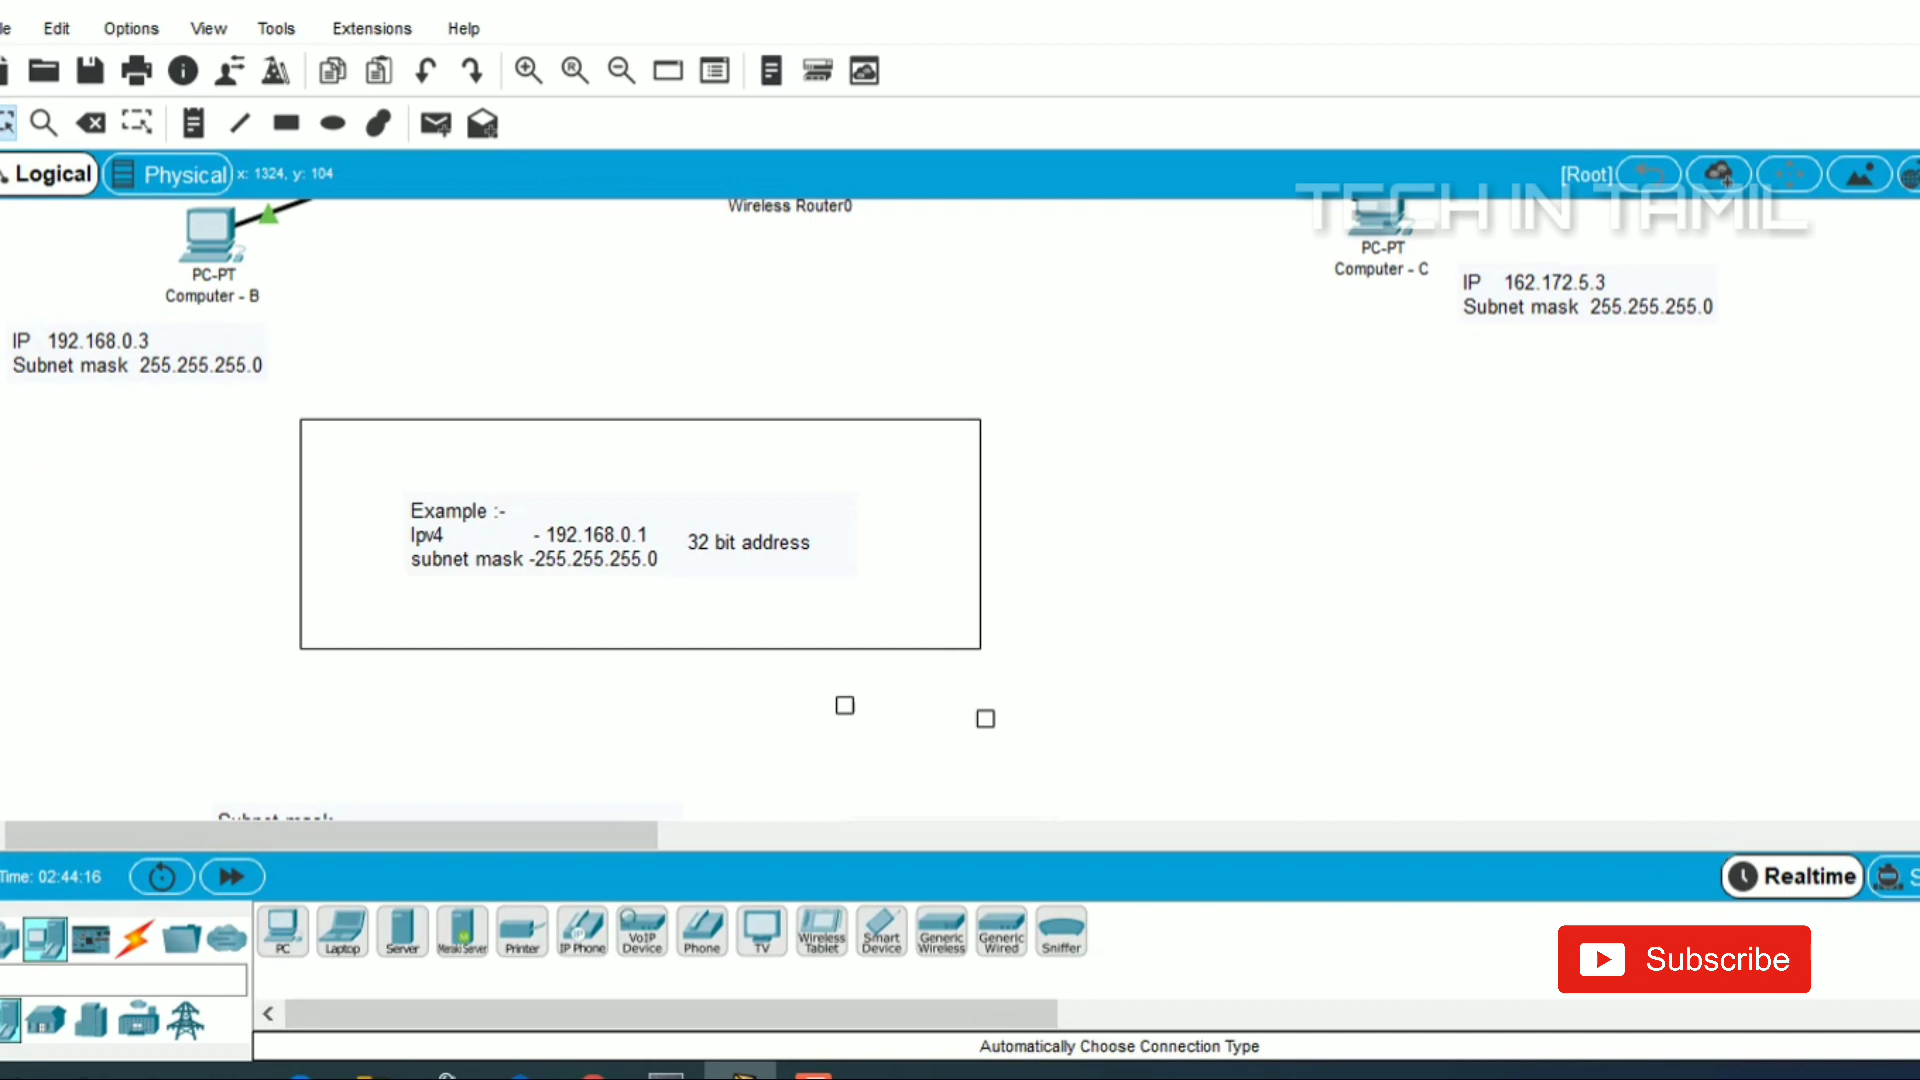 Edit Options View Tools Extensions Help
Logical Physical x: 1324, y: 104 [Root]
TECH IN TAMIL
Wireless Router0
PC-PT
Computer - B
PC-PT
Computer - C
IP 162.172.5.3
Subnet mask 255.255.255.0
IP 192.168.0.3
Subnet mask 255.255.255.0
Example :-
Ipv4 - 192.168.0.1
subnet mask -255.255.255.0
32 bit address
Subnet mask
Time: 02:44:16
Realtime
PC
Laptop
Server
Meraki Server
Printer
IP Phone
VoIP
Device
Phone
TV
Wireless
Tablet
Smart
Device
Generic
Wireless
Generic
Wired
Sniffer
Subscribe
Automatically Choose Connection Type